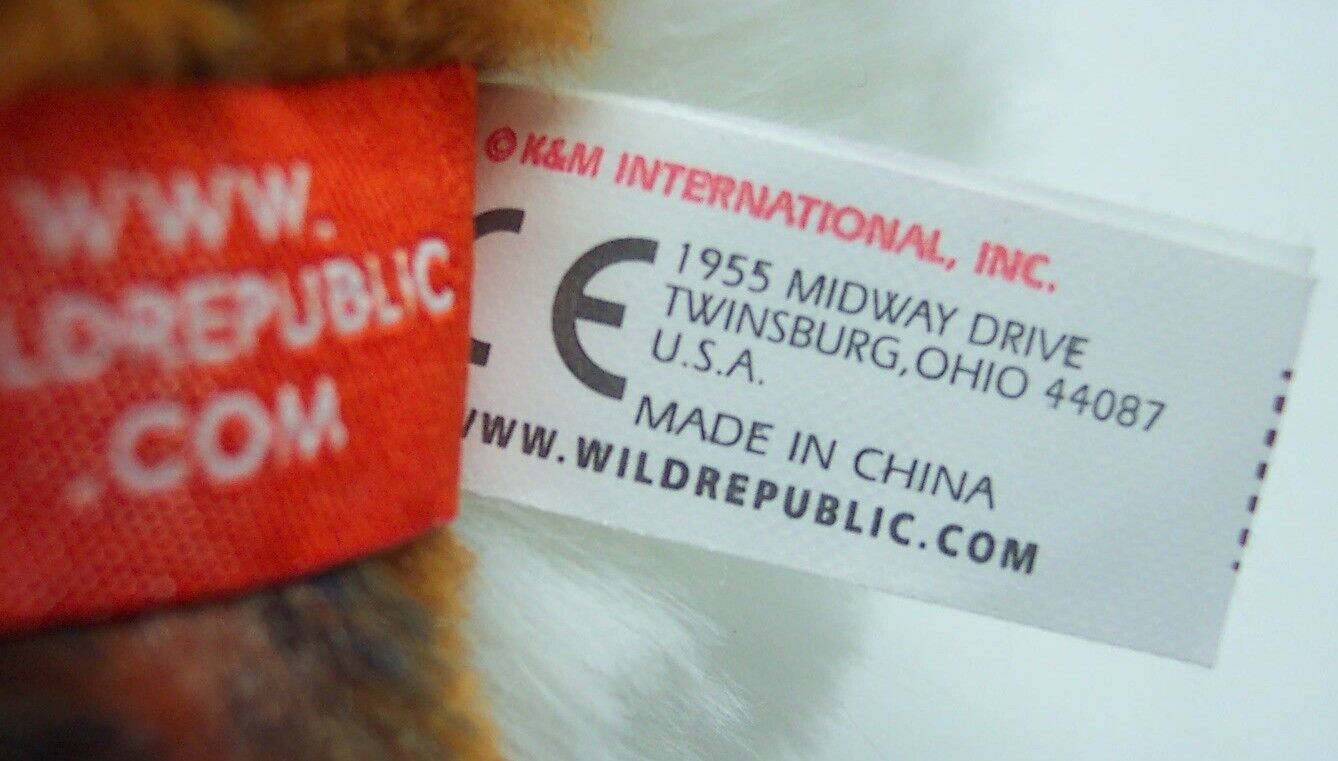 WWW.
LDREPUBLIC
.COM
© K&M INTERNATIONAL, INC.
CE 1955 MIDWAY DRIVE
TWINSBURG, OHIO 44087
U.S.A.
MADE IN CHINA
WWW.WILDREPUBLIC.COM